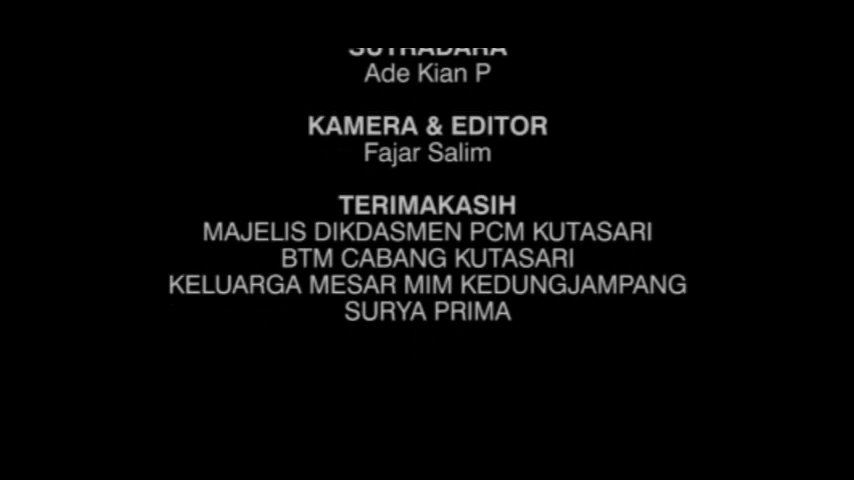 SUTRADARA
Ade Kian P
KAMERA & EDITOR
Fajar Salim
TERIMAKASIH
MAJELIS DIKDASMEN PCM KUTASARI
BTM CABANG KUTASARI
KELUARGA MESAR MIM KEDUNGJAMPANG
SURYA PRIMA